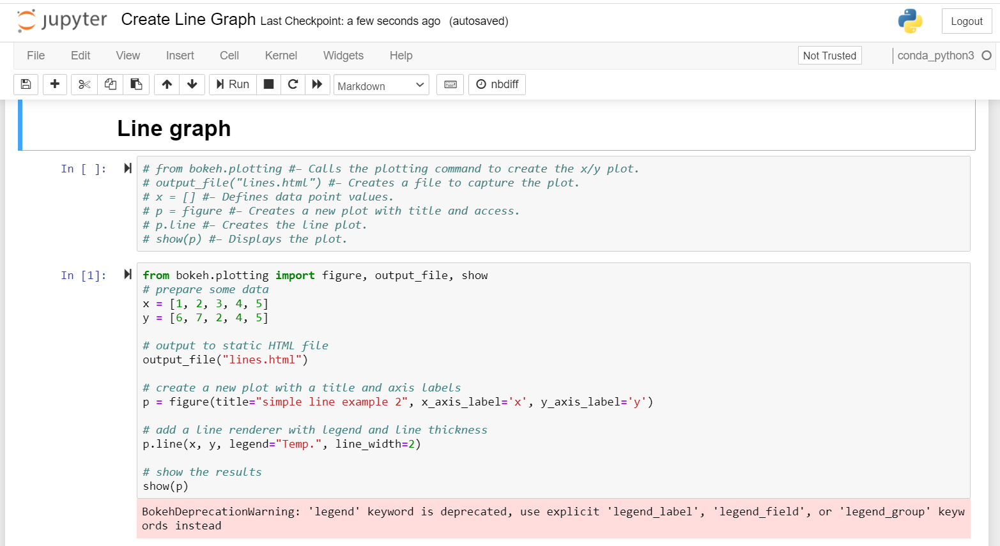 jupyter Create Line Graph Last Checkpoint: a few seconds ago (autosaved) Logout
File Edit View Insert Cell Kernel Widgets Help Not Trusted conda_python3
Run Markdown nbdiff
Line graph
In [ ]: # from bokeh.plotting #– Calls the plotting command to create the x/y plot.
# output_file("lines.html") #– Creates a file to capture the plot.
# x = [] #– Defines data point values.
# p = figure #– Creates a new plot with title and access.
# p.line #– Creates the line plot.
# show(p) #– Displays the plot.
In [1]: from bokeh.plotting import figure, output_file, show
# prepare some data
x = [1, 2, 3, 4, 5]
y = [6, 7, 2, 4, 5]
# output to static HTML file
output_file("lines.html")
# create a new plot with a title and axis labels
p = figure(title="simple line example 2", x_axis_label='x', y_axis_label='y')
# add a line renderer with legend and line thickness
p.line(x, y, legend="Temp.", line_width=2)
# show the results
show(p)
BokehDeprecationWarning: 'legend' keyword is deprecated, use explicit 'legend_label', 'legend_field', or 'legend_group' keyw
ords instead